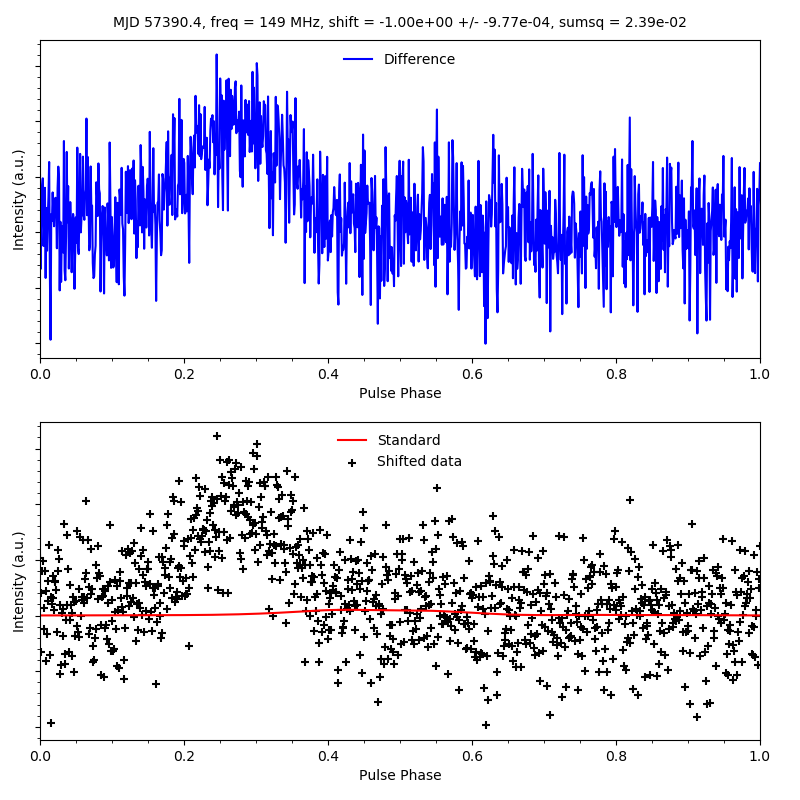 MJD 57390.4, freq = 149 MHz, shift = -1.00e+00 +/- -9.77e-04, sumsq = 2.39e-02
Intensity (a.u.)
Difference
0.0 0.2 0.4 0.6 0.8 1.0
Pulse Phase
Intensity (a.u.)
Standard
Shifted data
0.0 0.2 0.4 0.6 0.8 1.0
Pulse Phase